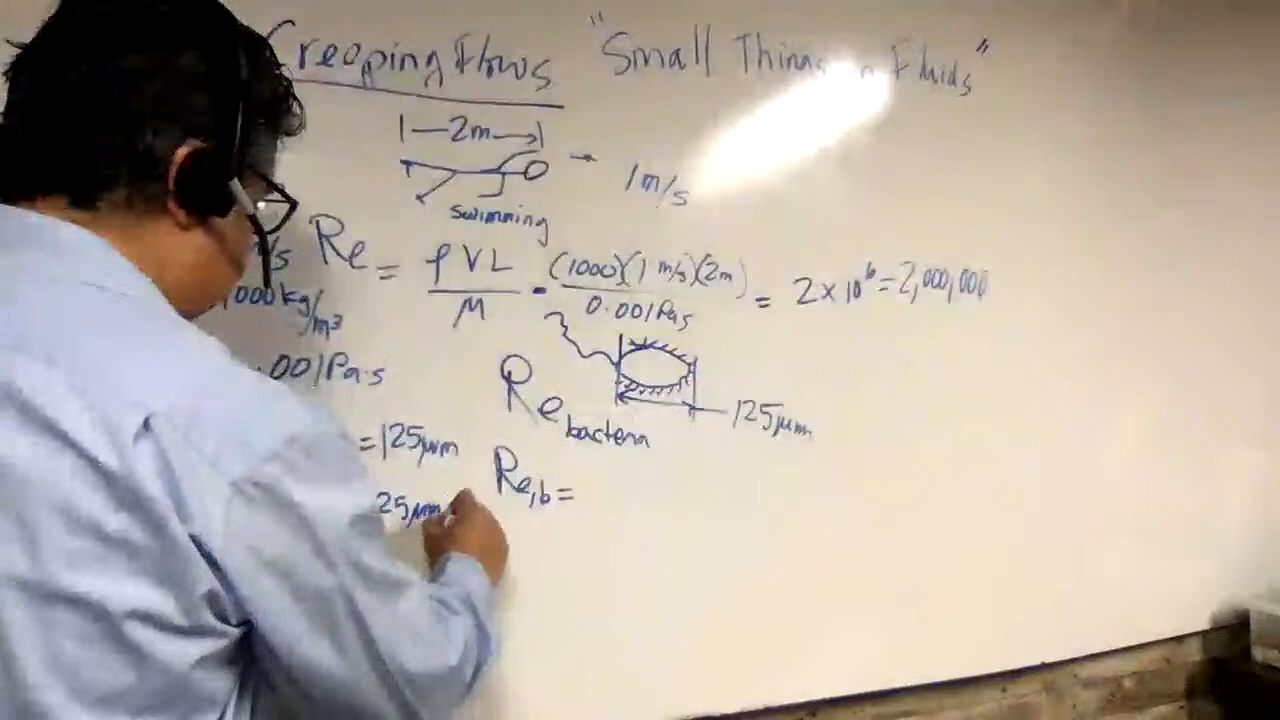 Creeping Flows "Small Things in Fluids"
|—2m→|
1m/s
swimming
Re = ρVL / μ = (1000)(1 m/s)(2m) / 0.001Pas = 2×10⁶ = 2,000,000
000kg/m³
.001Pa.s
Re bacteria
125μm
=125μm
Re,b=
25μm